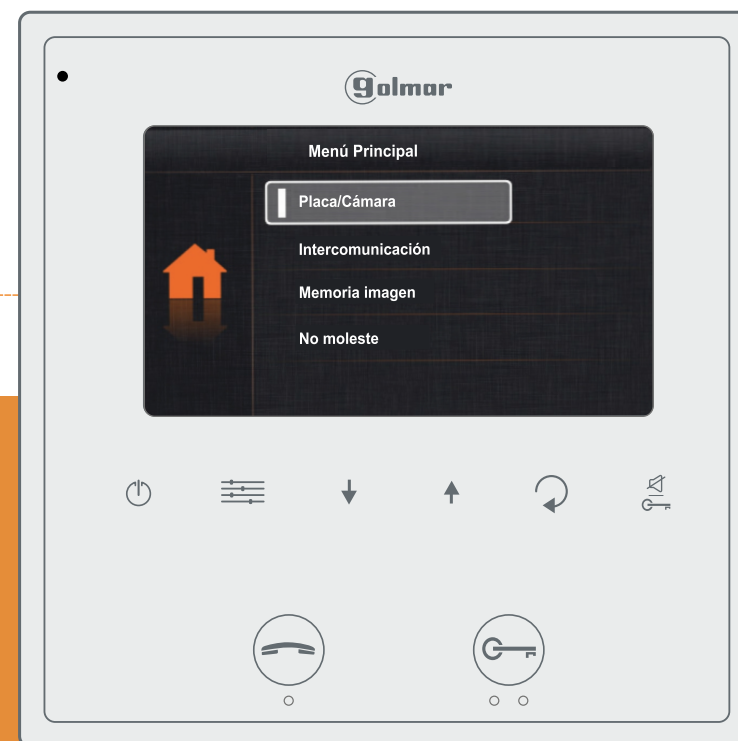 golmar
Menú Principal
Placa/Cámara
Intercomunicación
Memoria imagen
No moleste